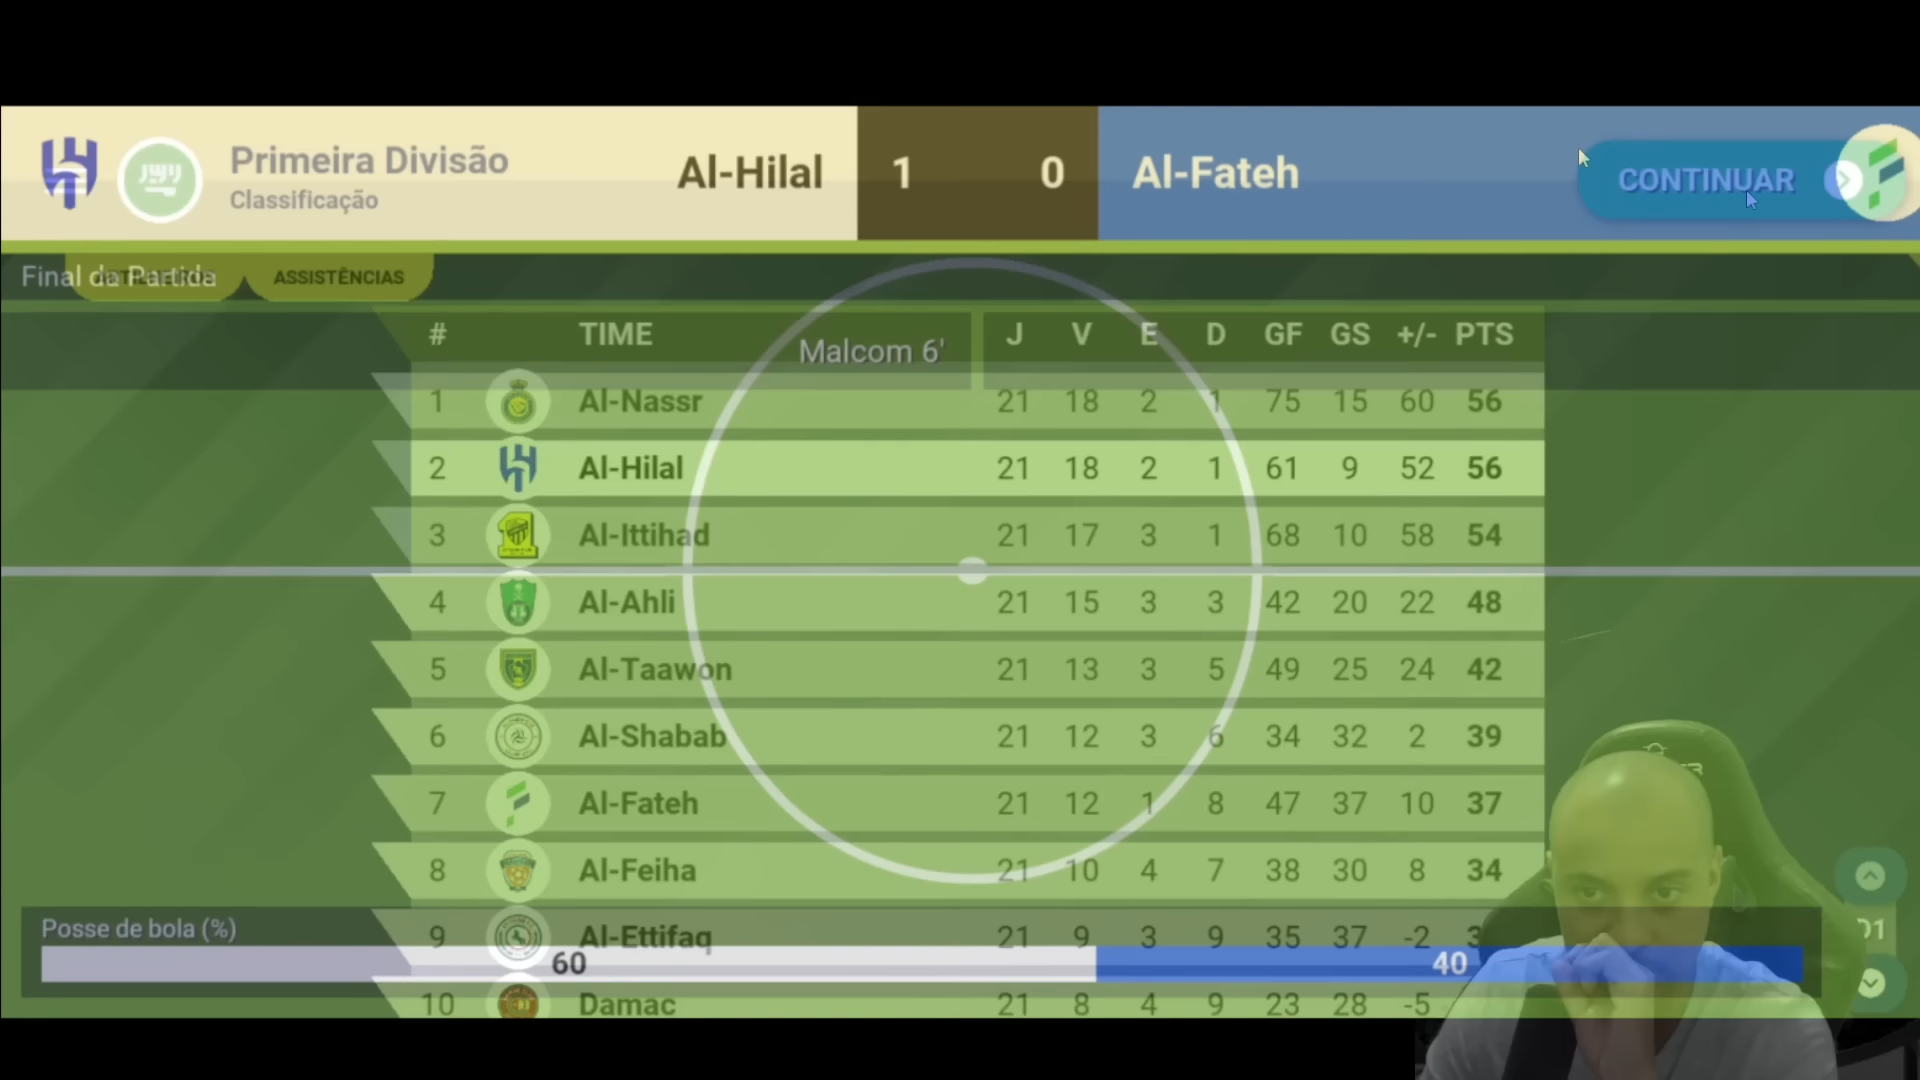 Primeira Divisão
Classificação
Al-Hilal 1 0 Al-Fateh
CONTINUAR
Final da Partida
ASSISTÊNCIAS
Malcom 6'
# TIME J V E D GF GS +/- PTS
1 Al-Nassr 21 18 2 1 75 15 60 56
2 Al-Hilal 21 18 2 1 61 9 52 56
3 Al-Ittihad 21 17 3 1 68 10 58 54
4 Al-Ahli 21 15 3 3 42 20 22 48
5 Al-Taawon 21 13 3 5 49 25 24 42
6 Al-Shabab 21 12 3 6 34 32 2 39
7 Al-Fateh 21 12 1 8 47 37 10 37
8 Al-Feiha 21 10 4 7 38 30 8 34
9 Al-Ettifaq 21 9 3 9 35 37 -2
10 Damac 21 8 4 9 23 28 -5
Posse de bola (%)
60 40